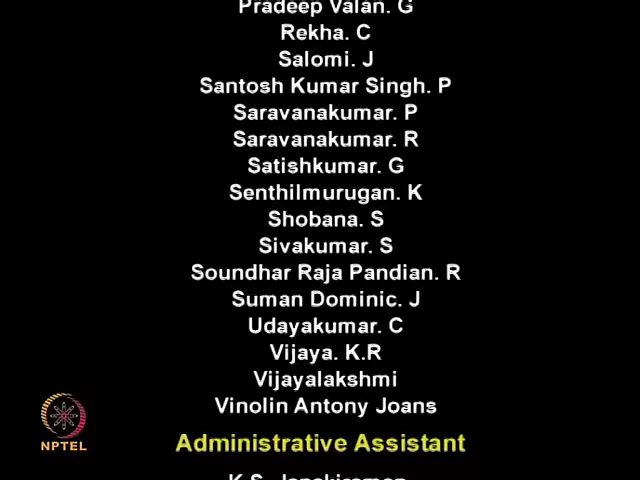 Pradeep Valan. G
Rekha. C
Salomi. J
Santosh Kumar Singh. P
Saravanakumar. P
Saravanakumar. R
Satishkumar. G
Senthilmurugan. K
Shobana. S
Sivakumar. S
Soundhar Raja Pandian. R
Suman Dominic. J
Udayakumar. C
Vijaya. K.R
Vijayalakshmi
Vinolin Antony Joans
NPTEL
Administrative Assistant
K.S. Janakiraman